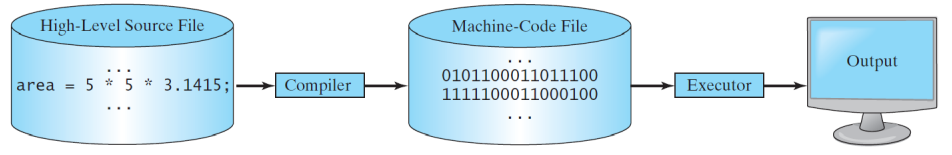 High-Level Source File
...
area = 5 * 5 * 3.1415;
...
Compiler
Machine-Code File
...
0101100011011100
1111100011000100
...
Executor
Output